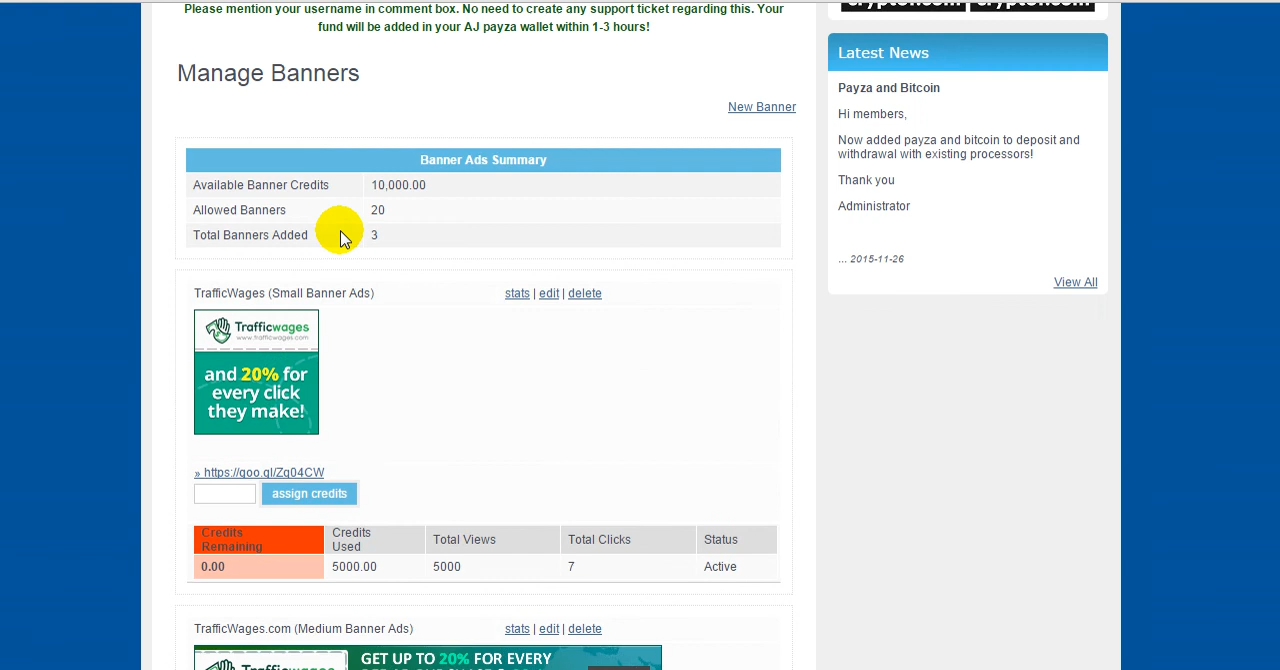 Please mention your username in comment box. No need to create any support ticket regarding this. Your
fund will be added in your AJ payza wallet within 1-3 hours!
Manage Banners
New Banner
Banner Ads Summary
Available Banner Credits 10,000.00
Allowed Banners 20
Total Banners Added 3
TrafficWages (Small Banner Ads) stats | edit | delete
Trafficwages
www.trafficwages.com
and 20% for
every click
they make!
» https://goo.gl/Zq04CW
assign credits
Credits Remaining Credits Used Total Views Total Clicks Status
0.00 5000.00 5000 7 Active
TrafficWages.com (Medium Banner Ads) stats | edit | delete
GET UP TO 20% FOR EVERY
Latest News
Payza and Bitcoin
Hi members,
Now added payza and bitcoin to deposit and
withdrawal with existing processors!
Thank you
Administrator
... 2015-11-26
View All